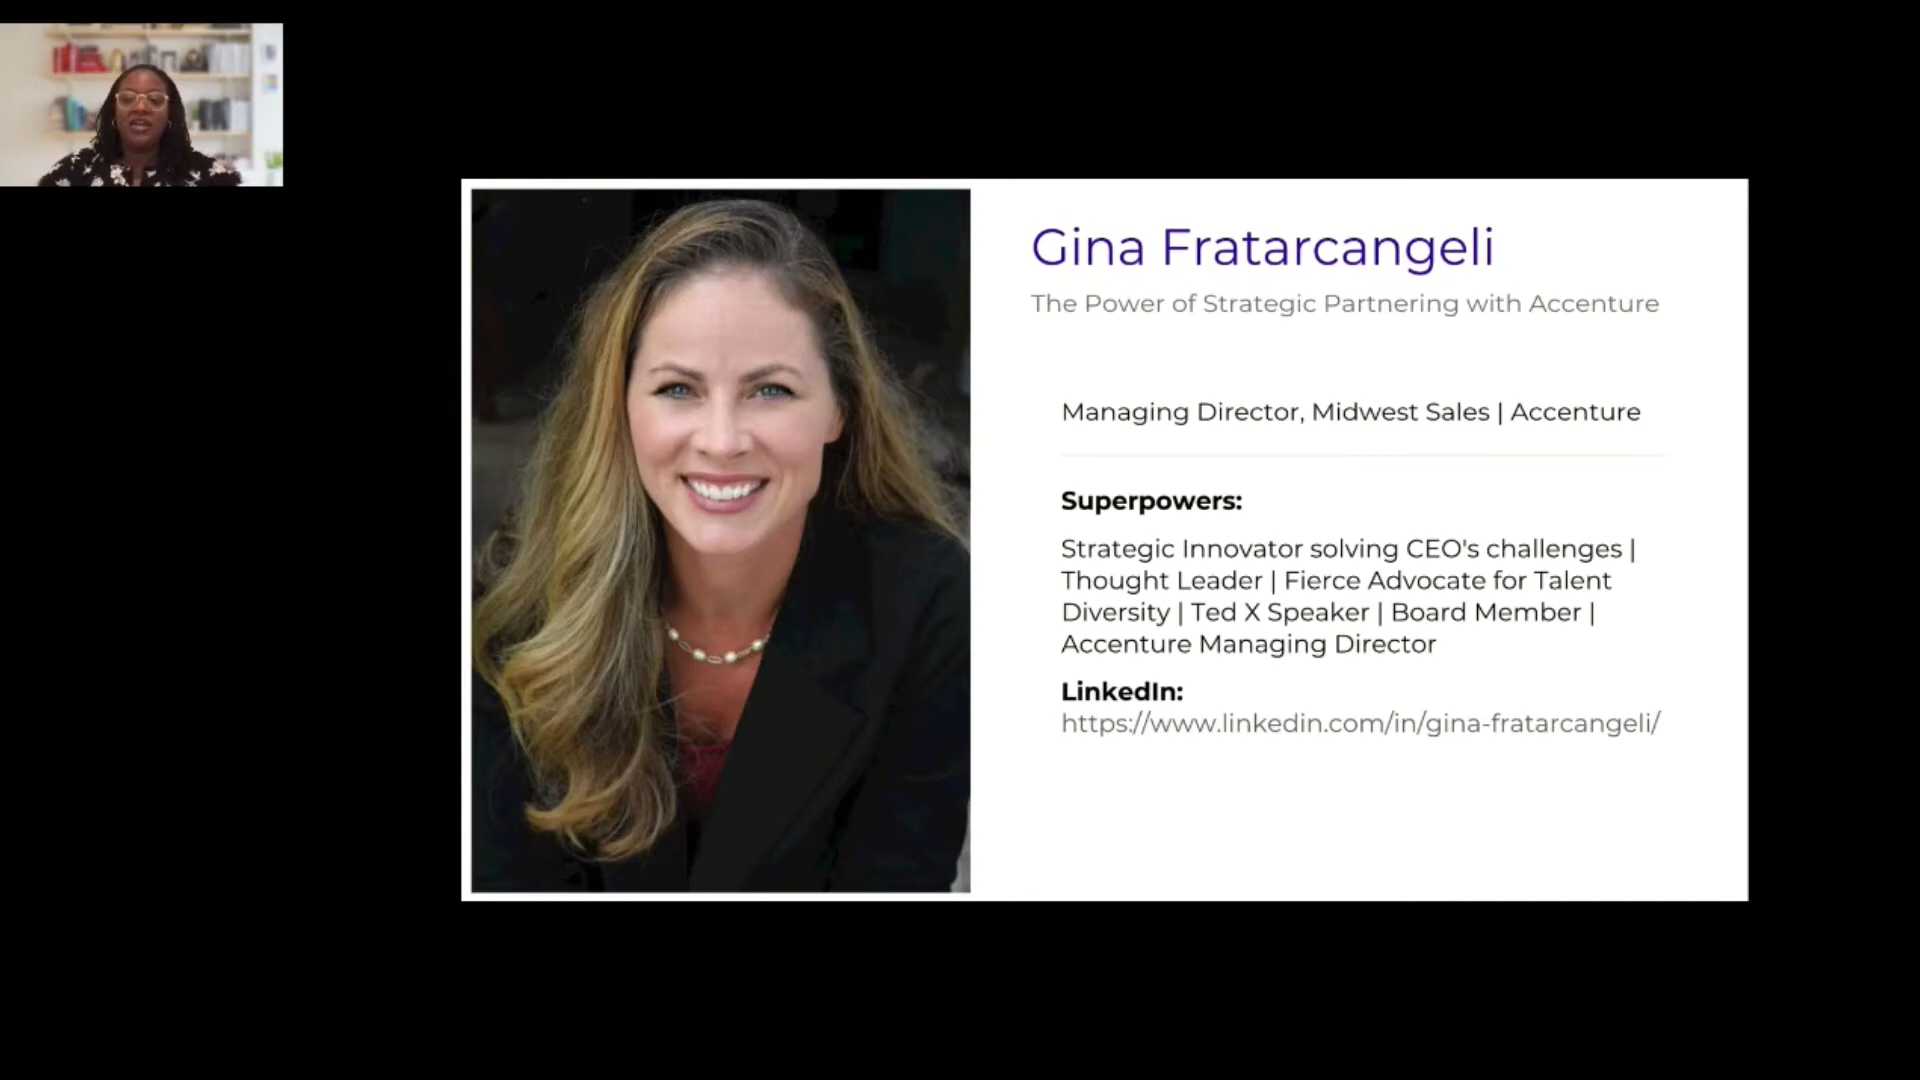 Gina Fratarcangeli
The Power of Strategic Partnering with Accenture
Managing Director, Midwest Sales | Accenture
Superpowers:
Strategic Innovator solving CEO's challenges |
Thought Leader | Fierce Advocate for Talent
Diversity | Ted X Speaker | Board Member |
Accenture Managing Director
LinkedIn:
https://www.linkedin.com/in/gina-fratarcangeli/